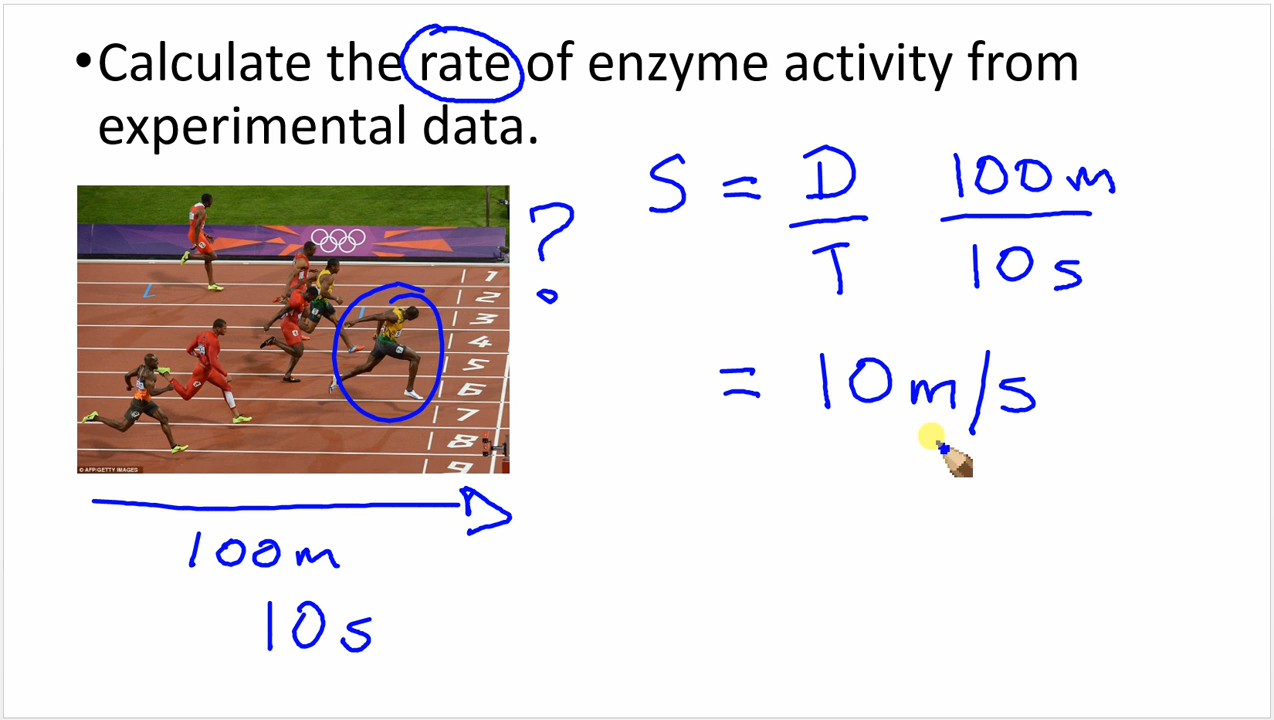 •Calculate the rate of enzyme activity from
experimental data.
S = D/T 100m/10s
= 10m/s
?
1
2
3
4
5
6
7
8
9
© AFP/GETTY IMAGES
100m
10s